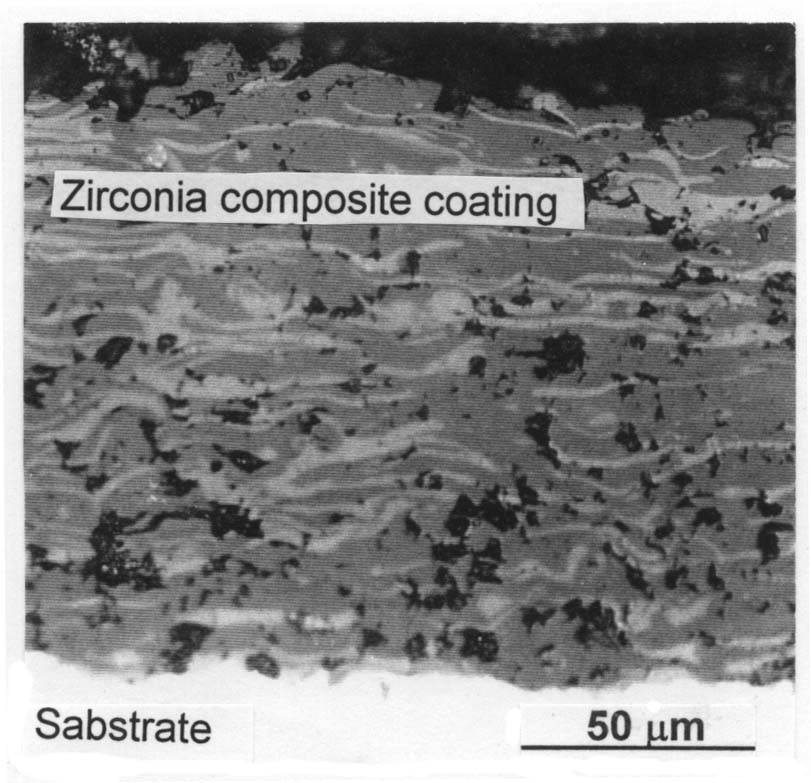 Zirconia composite coating
Sabstrate
50 μm